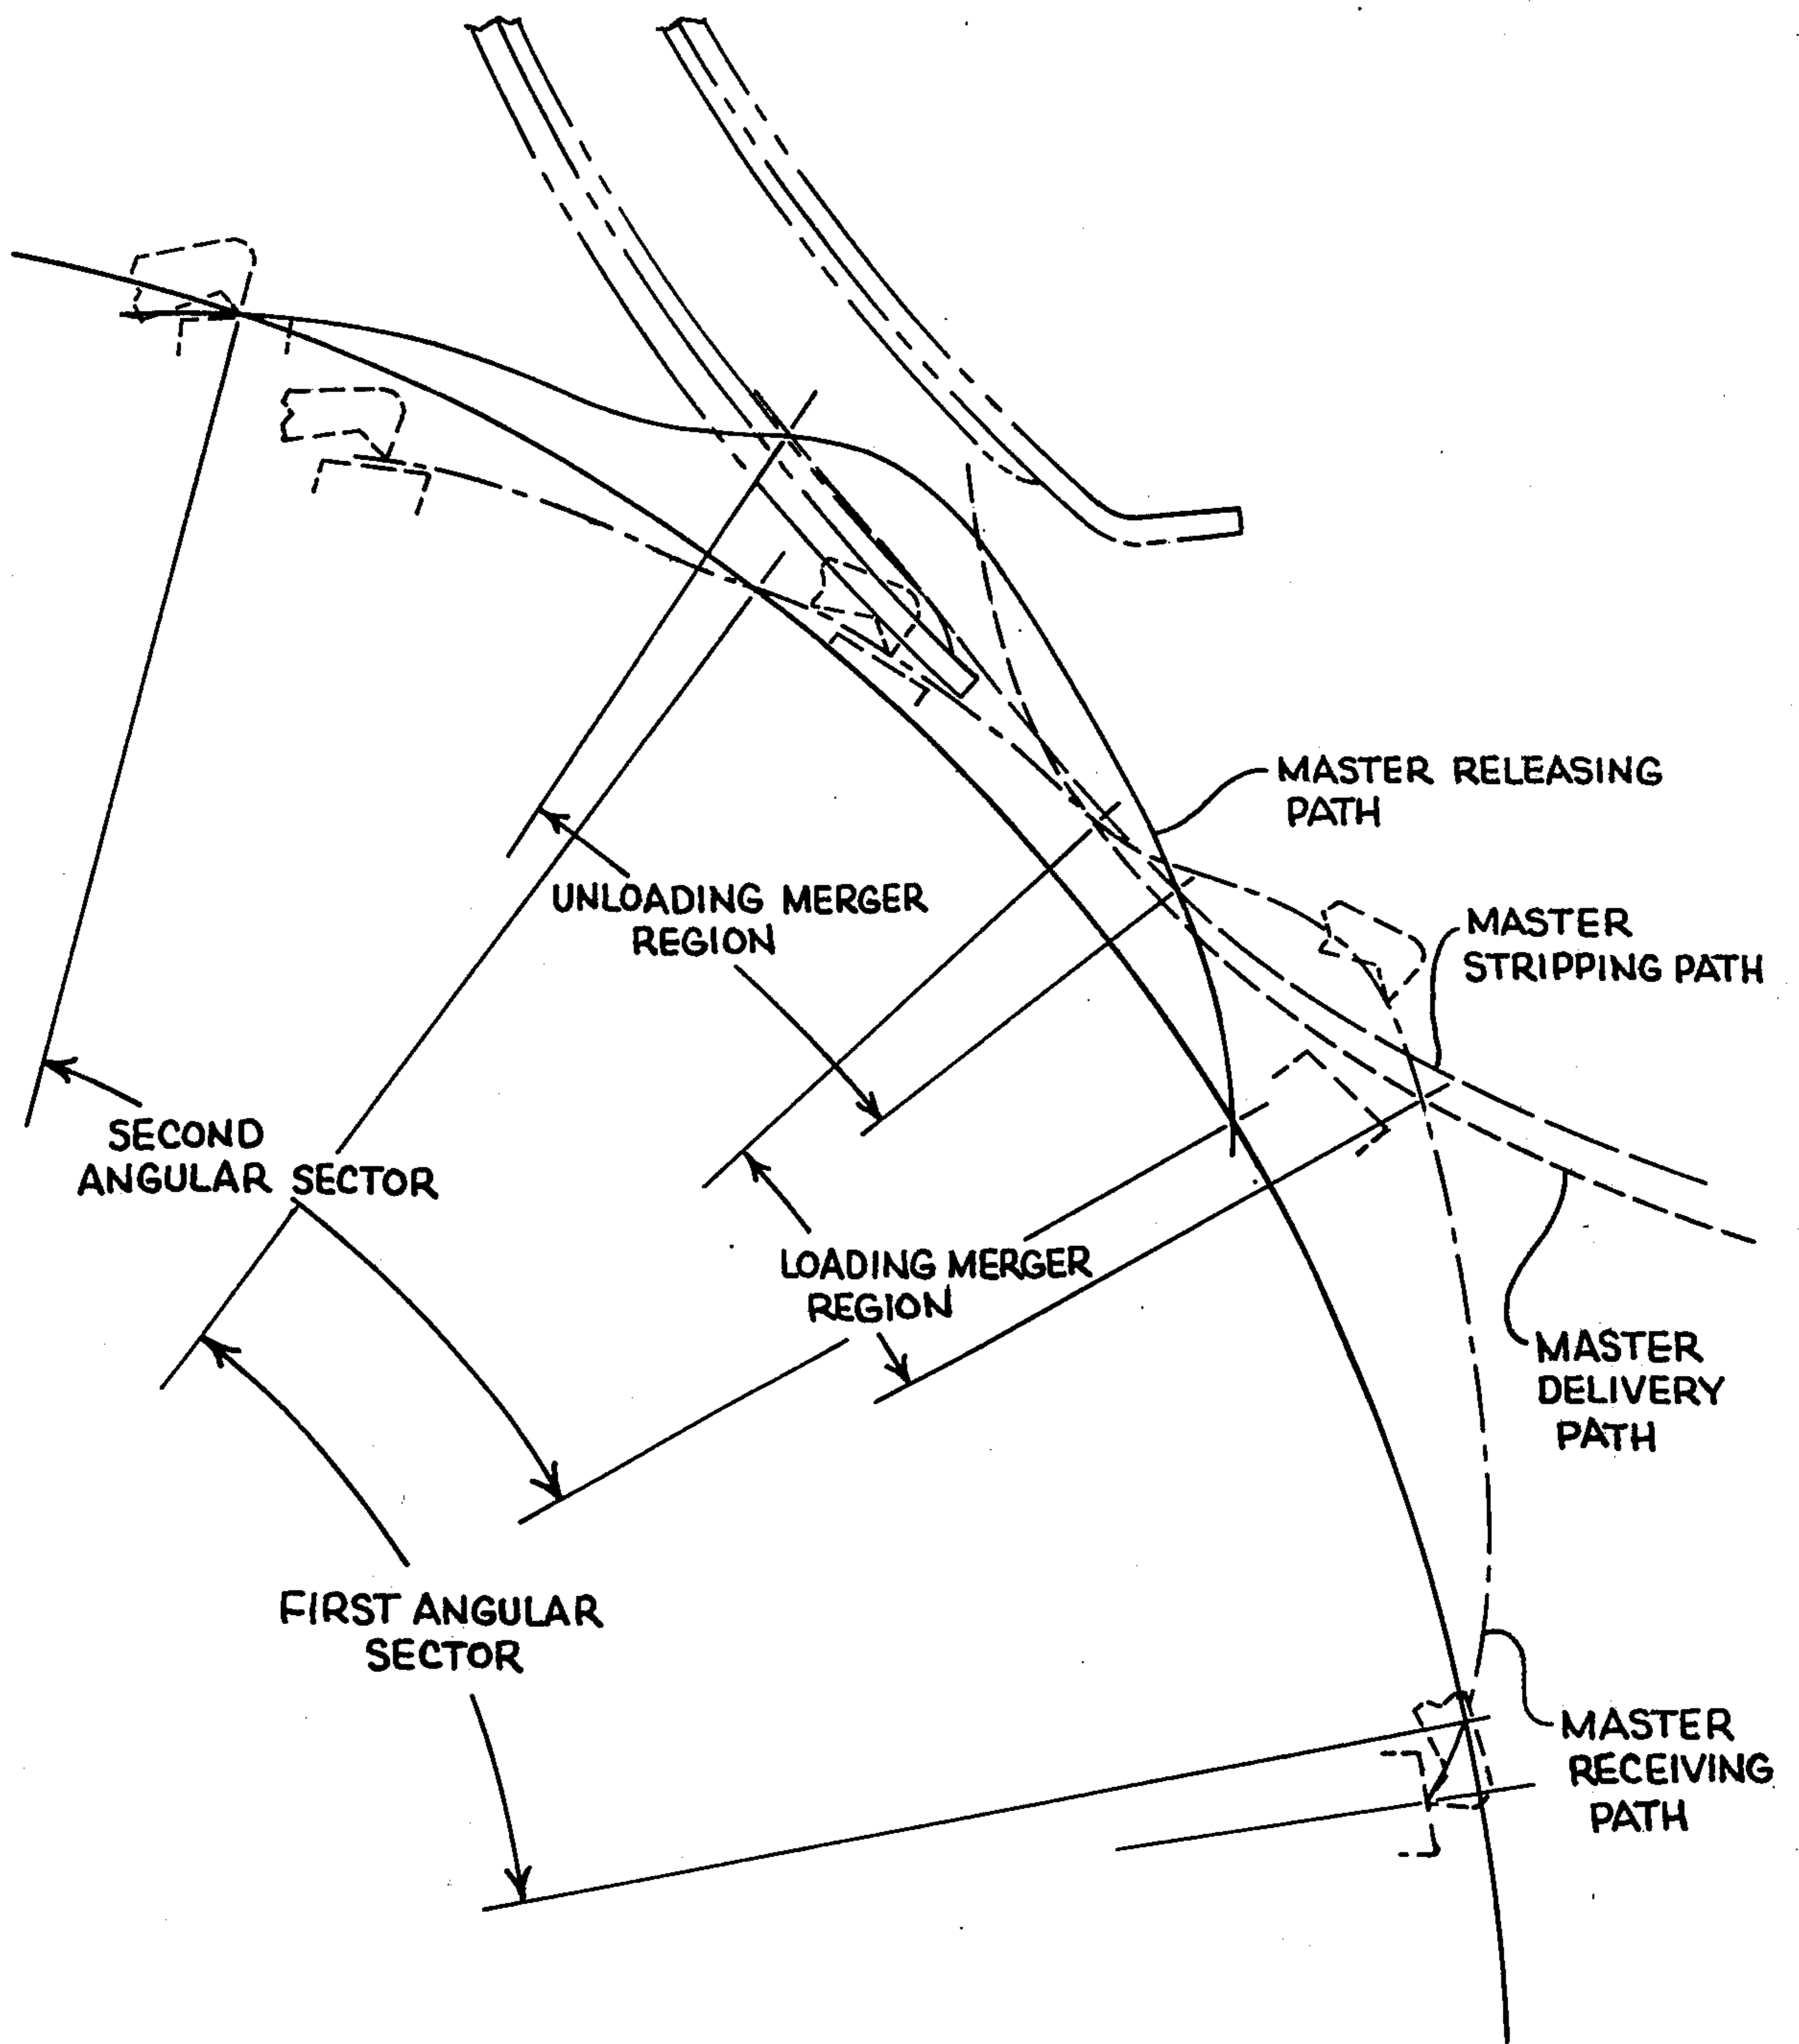 MASTER RELEASING
PATH
UNLOADING MERGER
REGION
MASTER
STRIPPING PATH
SECOND
ANGULAR SECTOR
LOADING MERGER
REGION
MASTER
DELIVERY
PATH
FIRST ANGULAR
SECTOR
MASTER
RECEIVING
PATH